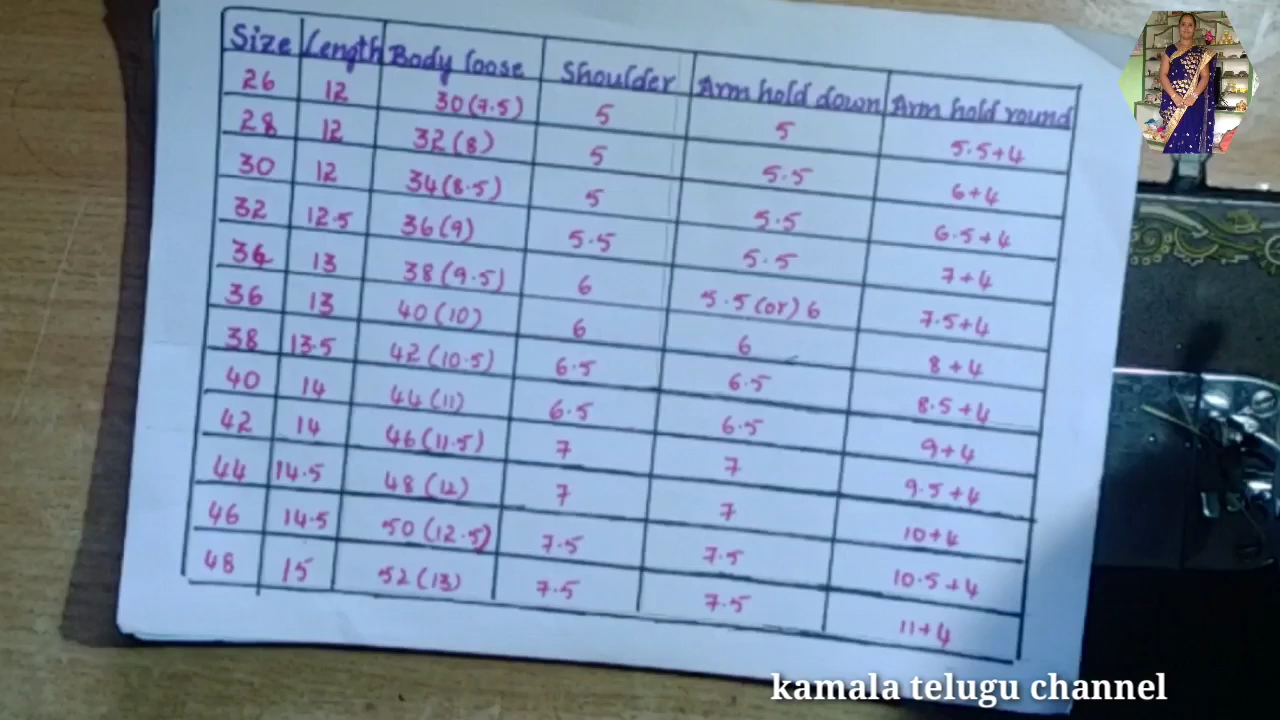 Size Length Body loose Shoulder Arm hold down Arm hold round
26 12 30(7.5) 5 5 5.5+4
28 12 32(8) 5 5.5 6+4
30 12 34(8.5) 5 5.5 6.5+4
32 12.5 36(9) 5.5 5.5 7+4
34 13 38(9.5) 6 5.5(or)6 7.5+4
36 13 40(10) 6 6 8+4
38 13.5 42(10.5) 6.5 6.5 8.5+4
40 14 44(11) 6.5 6.5 9+4
42 14 46(11.5) 7 7 9.5+4
44 14.5 48(12) 7 7 10+4
46 14.5 50(12.5) 7.5 7.5 10.5+4
48 15 52(13) 7.5 7.5 11+4
kamala telugu channel